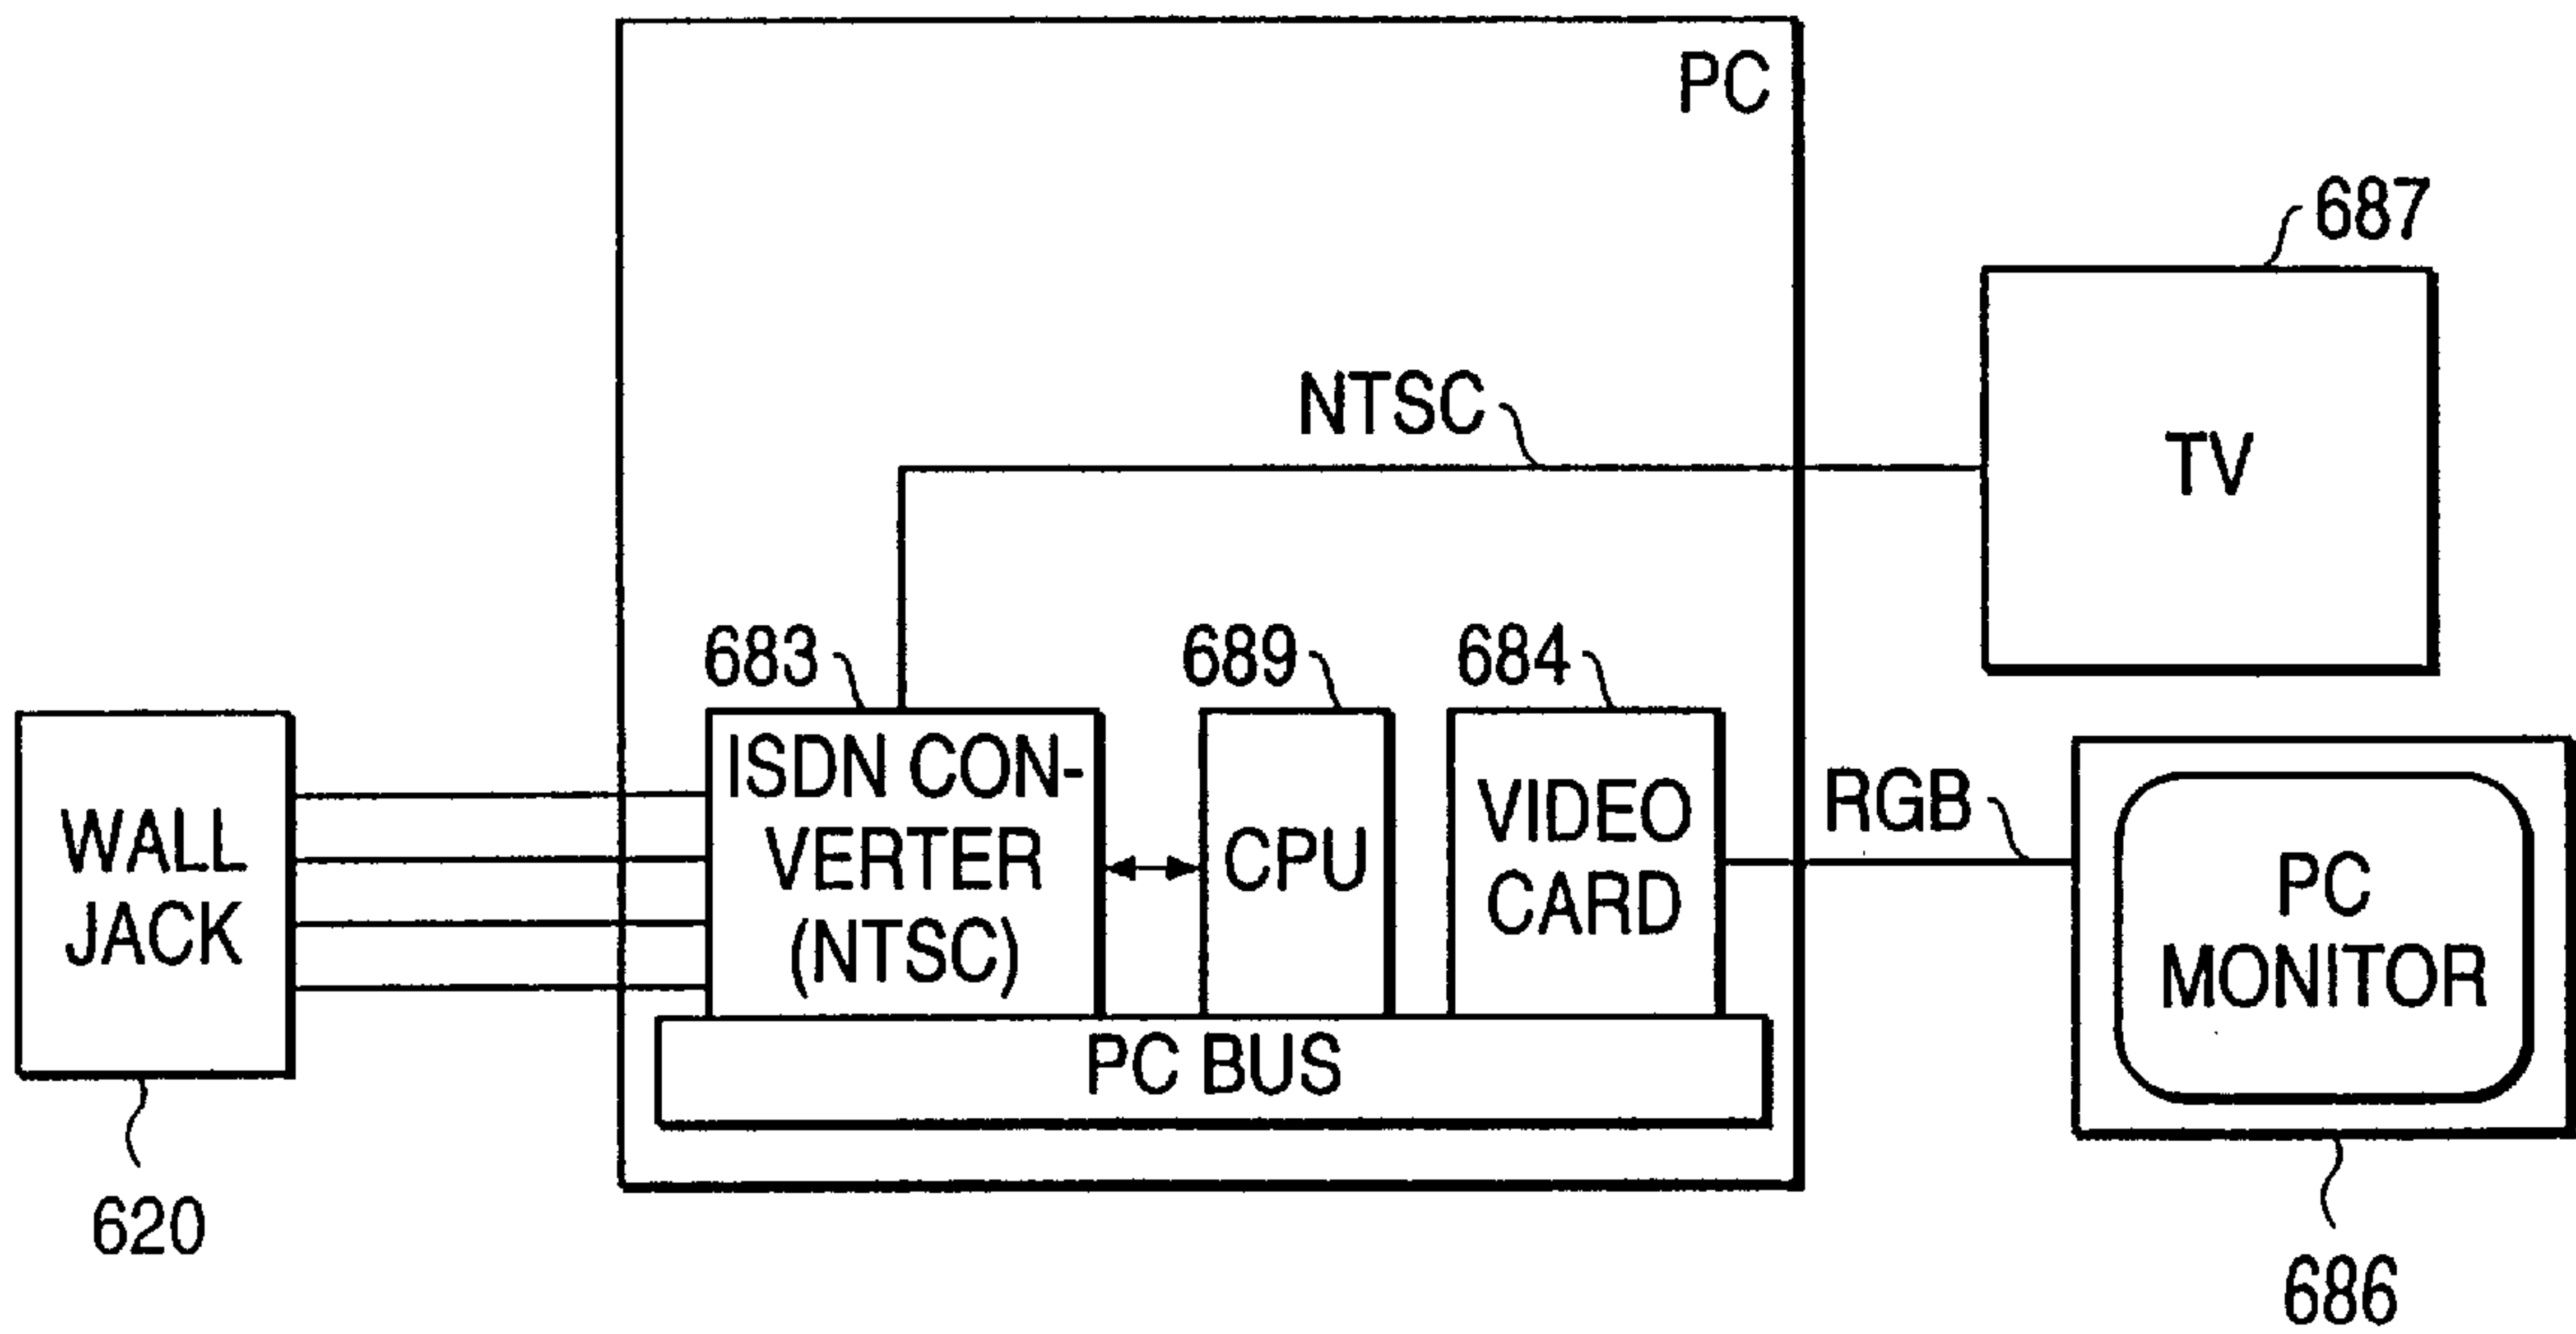 PC
687
NTSC
TV
683
689
684
ISDN CON-
VERTER
(NTSC)
CPU
VIDEO
CARD
RGB
PC
MONITOR
WALL
JACK
PC BUS
620
686